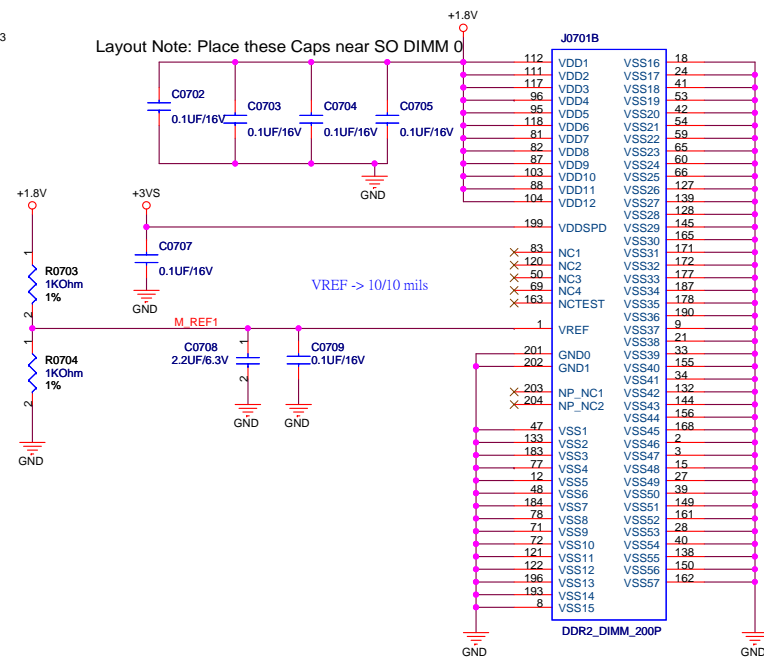 3
+1.8V
Layout Note: Place these Caps near SO DIMM 0
J0701B
C0702
0.1UF/16V
C0703
0.1UF/16V
C0704
0.1UF/16V
C0705
0.1UF/16V
GND
+1.8V
+3VS
C0707
0.1UF/16V
GND
VREF -> 10/10 mils
R0703
1KOhm
1%
1
2
M_REF1
R0704
1KOhm
1%
1
2
GND
C0708
2.2UF/6.3V
1
2
GND
C0709
0.1UF/16V
GND
112 VDD1
111 VDD2
117 VDD3
96 VDD4
95 VDD5
118 VDD6
81 VDD7
82 VDD8
87 VDD9
103 VDD10
88 VDD11
104 VDD12
199 VDDSPD
83 NC1
120 NC2
50 NC3
69 NC4
163 NCTEST
1 VREF
201 GND0
202 GND1
203 NP_NC1
204 NP_NC2
47 VSS1
133 VSS2
183 VSS3
77 VSS4
12 VSS5
48 VSS6
184 VSS7
78 VSS8
71 VSS9
72 VSS10
121 VSS11
122 VSS12
196 VSS13
193 VSS14
8 VSS15
VSS16 18
VSS17 24
VSS18 41
VSS19 53
VSS20 42
VSS21 54
VSS22 59
VSS23 65
VSS24 60
VSS25 66
VSS26 127
VSS27 139
VSS28 128
VSS29 145
VSS30 165
VSS31 171
VSS32 172
VSS33 177
VSS34 187
VSS35 178
VSS36 190
VSS37 9
VSS38 21
VSS39 33
VSS40 155
VSS41 34
VSS42 132
VSS43 144
VSS44 156
VSS45 168
VSS46 2
VSS47 3
VSS48 15
VSS49 27
VSS50 39
VSS51 149
VSS52 161
VSS53 28
VSS54 40
VSS55 138
VSS56 150
VSS57 162
DDR2_DIMM_200P
GND
GND